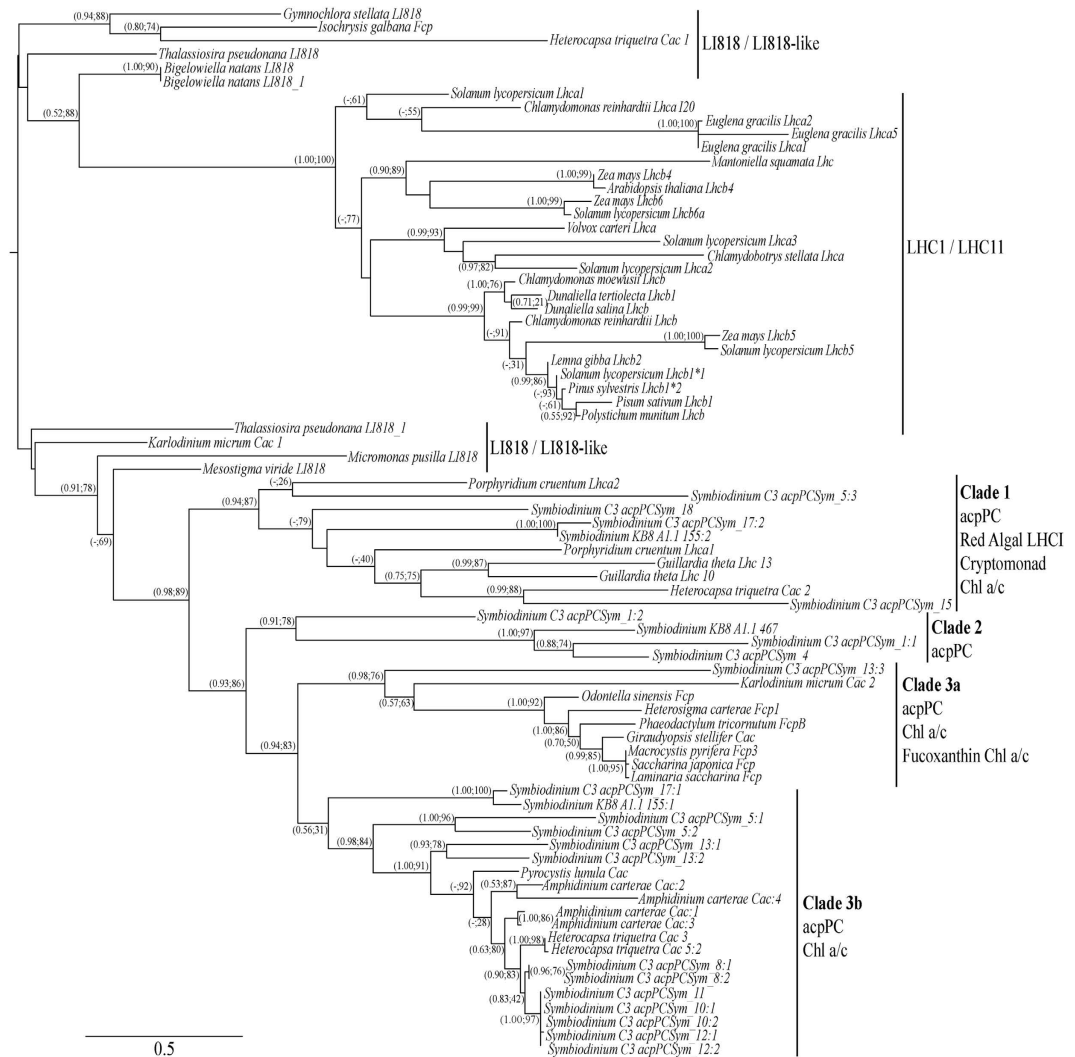 (0.94;88)
Gymnochlora stellata LI818
(0.80;74)
Isochrysis galbana Fcp
Heterocapsa triquetra Cac 1
LI818 / LI818-like
Thalassiosira pseudonana LI818
(1.00;90)
Bigelowiella natans LI818
Bigelowiella natans LI818_1
(0.52;88)
Solanum lycopersicum Lhca1
(-;61)
Chlamydomonas reinhardtii Lhca I20
(-;55)
Euglena gracilis Lhca2
(1.00;100)
Euglena gracilis Lhca5
Euglena gracilis Lhca1
(1.00;100)
Mantoniella squamata Lhc
(0.90;89)
(1.00;99)
Zea mays Lhcb4
Arabidopsis thaliana Lhcb4
Zea mays Lhcb6
(1.00;99)
Solanum lycopersicum Lhcb6a
(-;77)
Volvox carteri Lhca
(0.99;93)
Solanum lycopersicum Lhca3
LHC1 / LHC11
Chlamydobotrys stellata Lhca
(0.97;82)
Solanum lycopersicum Lhca2
(1.00;76)
Chlamydomonas moewusii Lhcb
Dunaliella tertiolecta Lhcb1
(0.71;21)
Dunaliella salina Lhcb
(0.99;99)
Chlamydomonas reinhardtii Lhcb
(-;91)
Zea mays Lhcb5
(1.00;100)
Solanum lycopersicum Lhcb5
(-;31)
Lemna gibba Lhcb2
Solanum lycopersicum Lhcb1*1
(0.99;86)
Pinus sylvestris Lhcb1*2
(-;93)
Pisum sativum Lhcb1
(-;61)
(0.55;92)
Polystichum munitum Lhcb
Thalassiosira pseudonana LI818_1
Karlodinium micrum Cac 1
LI818 / LI818-like
Micromonas pusilla LI818
(0.91;78)
Mesostigma viride LI818
(-;26)
Porphyridium cruentum Lhca2
Symbiodinium C3 acpPCSym_5:3
(0.94;87)
Clade 1
Symbiodinium C3 acpPCSym_18
acpPC
(-;79)
(1.00;100)
Symbiodinium C3 acpPCSym_17:2
Symbiodinium KB8 A1.1 155:2
Red Algal LHCI
(-;69)
Porphyridium cruentum Lhca1
(-;40)
(0.99;87)
Guillardia theta Lhc 13
Cryptomonad
(0.75;75)
Guillardia theta Lhc 10
Chl a/c
(0.98;89)
(0.99;88)
Heterocapsa triquetra Cac 2
Symbiodinium C3 acpPCSym_15
(0.91;78)
Symbiodinium C3 acpPCSym_1:2
Clade 2
(1.00;97)
Symbiodinium KB8 A1.1 467
Symbiodinium C3 acpPCSym_1:1
acpPC
(0.88;74)
Symbiodinium C3 acpPCSym_4
(0.93;86)
Symbiodinium C3 acpPCSym_13:3
(0.98;76)
Karlodinium micrum Cac 2
Clade 3a
(0.57;63)
(1.00;92)
Odontella sinensis Fcp
acpPC
Heterosigma carterae Fcp1
Phaeodactylum tricornutum FcpB
Chl a/c
(1.00;86)
Giraudyopsis stellifer Cac
(0.70;50)
(0.94;83)
Macrocystis pyrifera Fcp3
Fucoxanthin Chl a/c
(0.99;85)
Saccharina japonica Fcp
(1.00;95)
Laminaria saccharina Fcp
(1.00;100)
Symbiodinium C3 acpPCSym_17:1
Symbiodinium KB8 A1.1 155:1
(0.56;31)
(1.00;96)
Symbiodinium C3 acpPCSym_5:1
Symbiodinium C3 acpPCSym_5:2
(0.98;84)
(0.93;78)
Symbiodinium C3 acpPCSym_13:1
Symbiodinium C3 acpPCSym_13:2
(1.00;91)
Pyrocystis lunula Cac
(-;92)
(0.53;87)
Amphidinium carterae Cac:2
Amphidinium carterae Cac:4
Clade 3b
Amphidinium carterae Cac:1
(1.00;86)
(-;28)
Amphidinium carterae Cac:3
acpPC
(1.00;98)
Heterocapsa triquetra Cac 3
(0.63;80)
Heterocapsa triquetra Cac 5:2
Chl a/c
Symbiodinium C3 acpPCSym_8:1
(0.90;83)
(0.96;76)
Symbiodinium C3 acpPCSym_8:2
Symbiodinium C3 acpPCSym_11
(0.83;42)
Symbiodinium C3 acpPCSym_10:1
(1.00;97)
Symbiodinium C3 acpPCSym_10:2
Symbiodinium C3 acpPCSym_12:1
Symbiodinium C3 acpPCSym_12:2
0.5